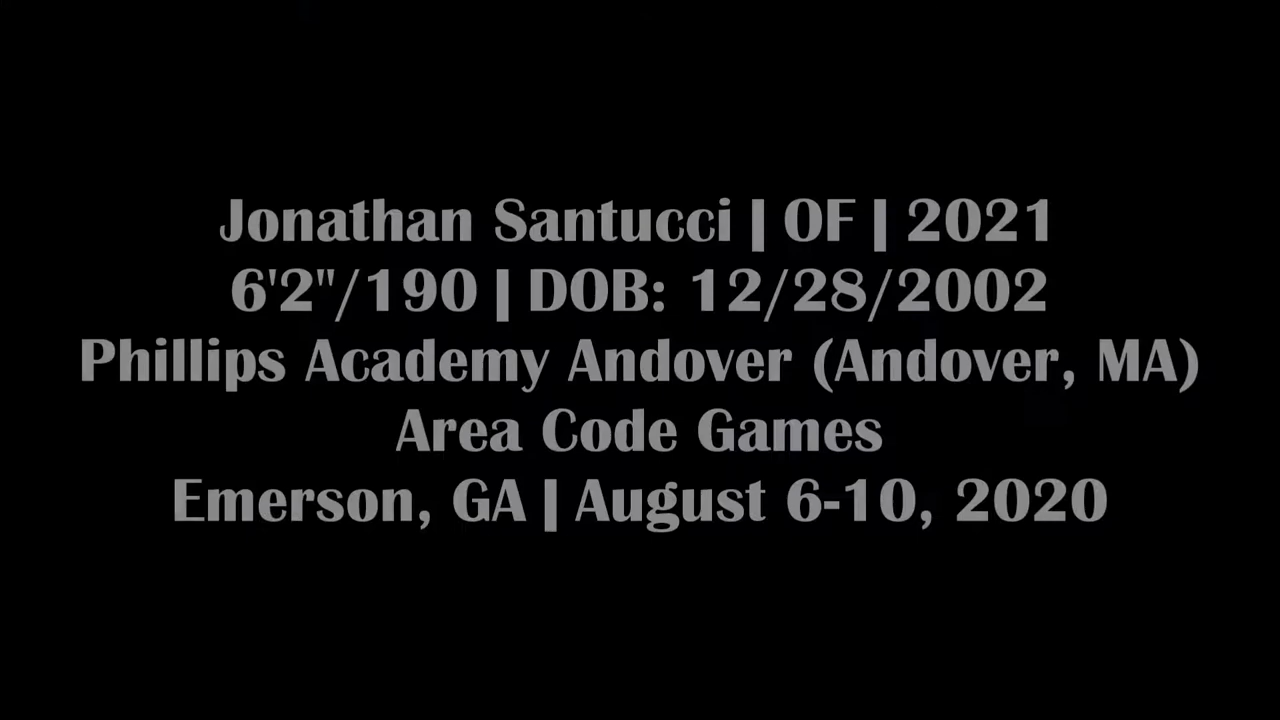 Jonathan Santucci | OF | 2021
6'2"/190 | DOB: 12/28/2002
Phillips Academy Andover (Andover, MA)
Area Code Games
Emerson, GA | August 6-10, 2020